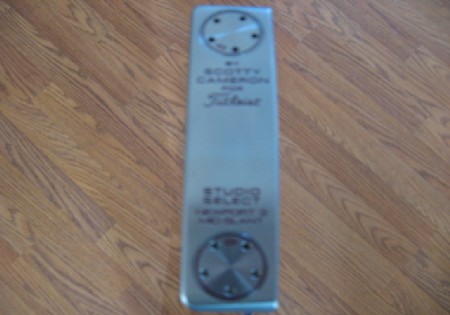 BY
SCOTTY
CAMERON
FOR
Titleist
STUDIO
SELECT
NEWPORT 2
MID SLANT